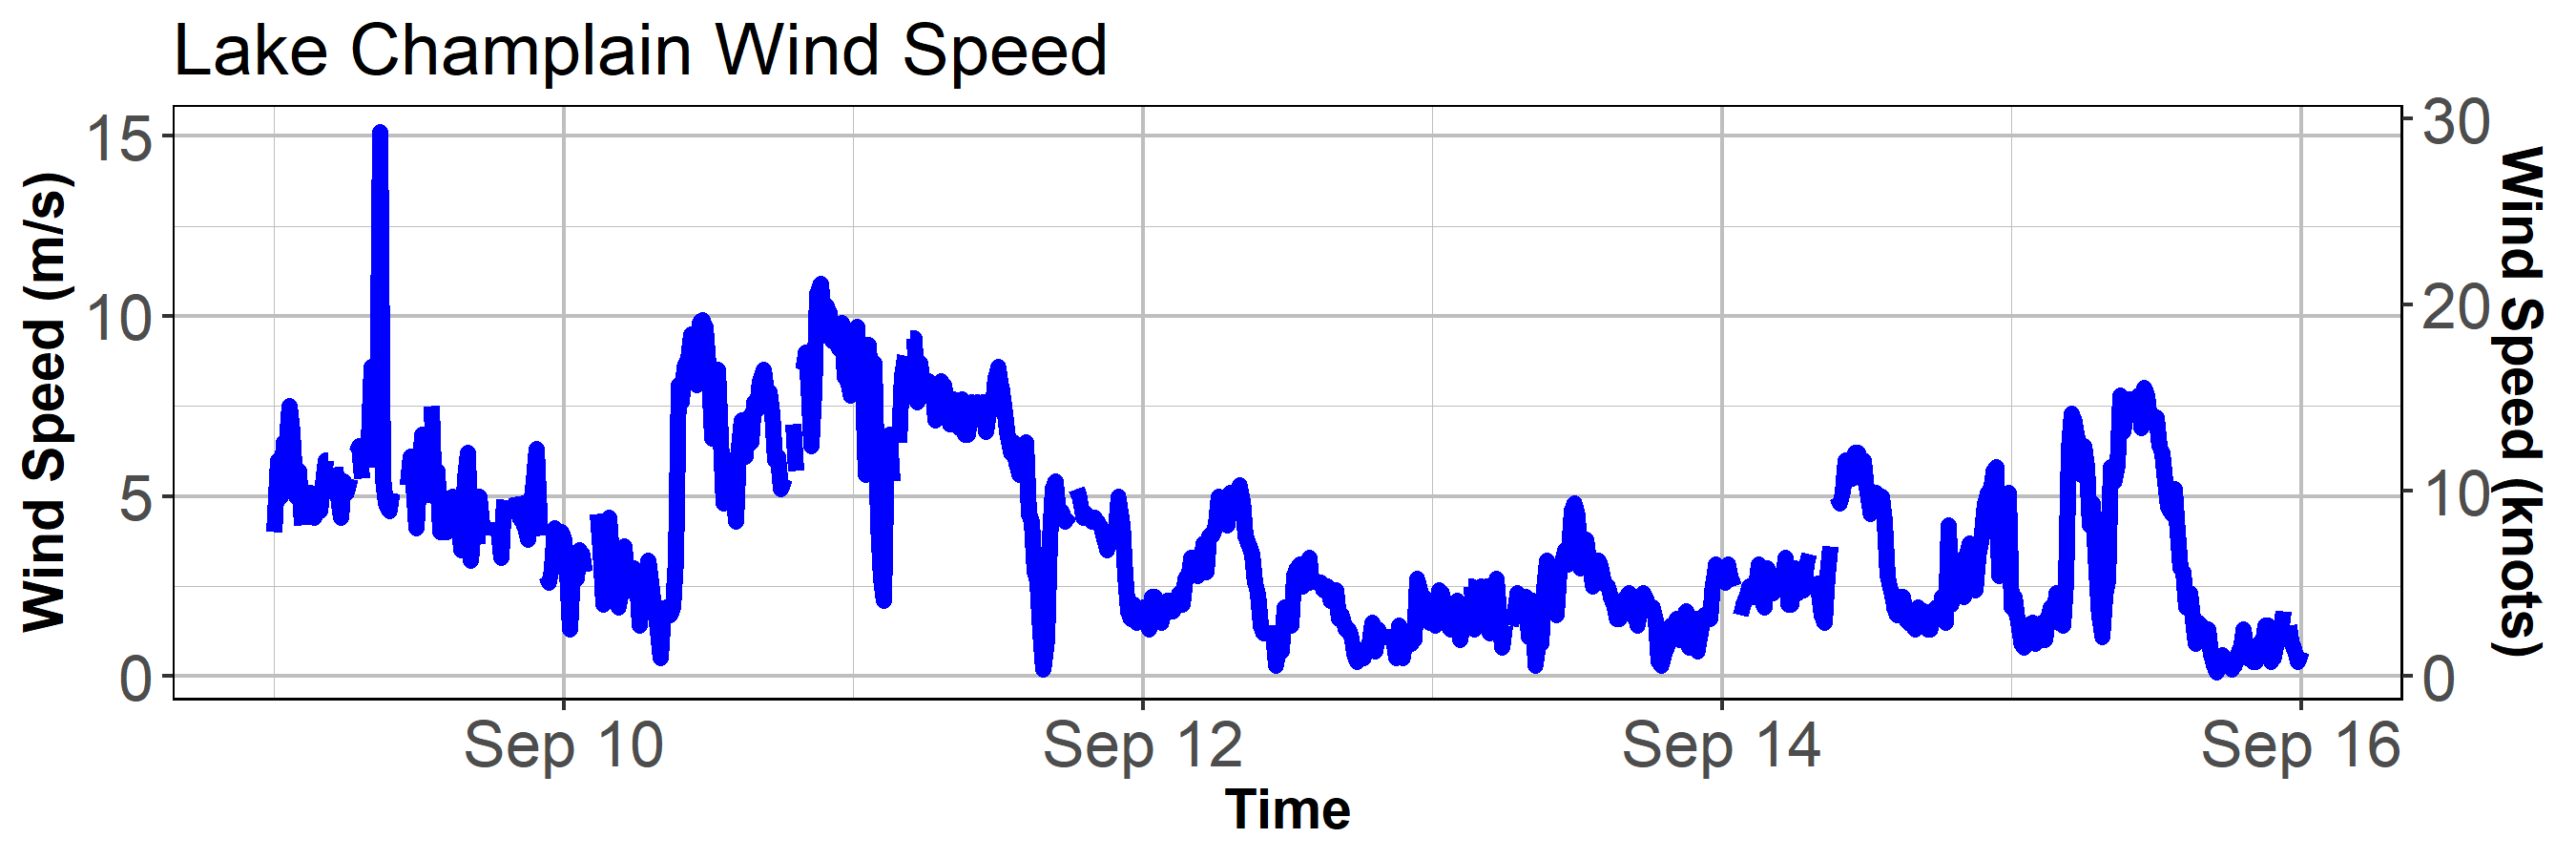 Lake Champlain Wind Speed
Wind Speed (m/s)
15
10
5
0
30
20
10
0
Wind Speed (knots)
Sep 10
Sep 12
Sep 14
Sep 16
Time